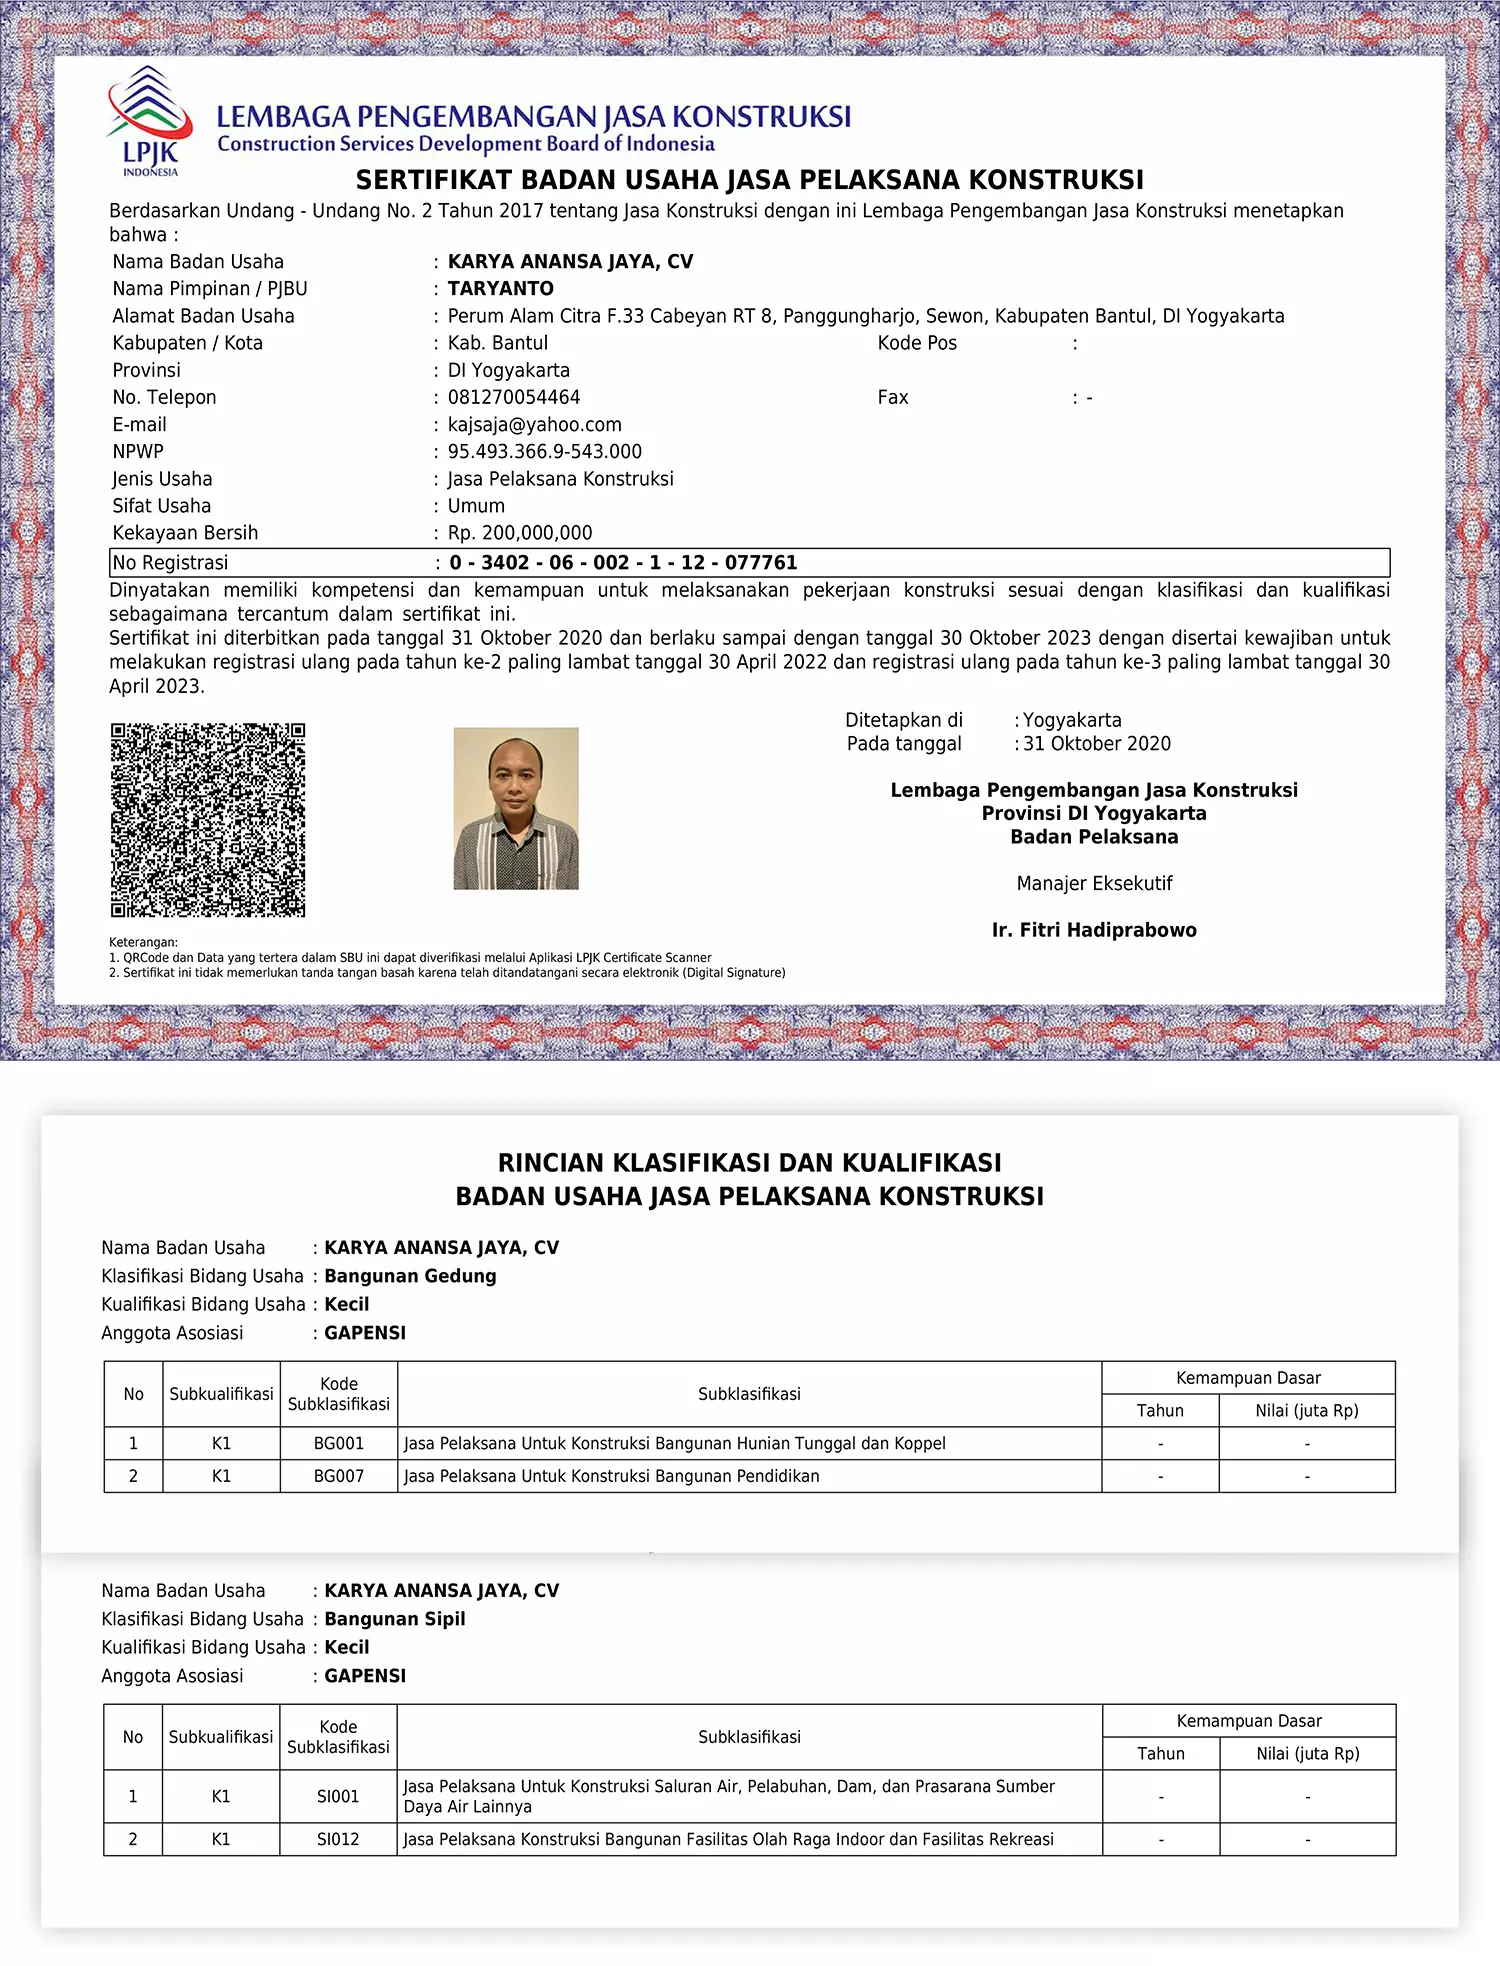 LPJK
INDONESIA
LEMBAGA PENGEMBANGAN JASA KONSTRUKSI
Construction Services Development Board of Indonesia
SERTIFIKAT BADAN USAHA JASA PELAKSANA KONSTRUKSI
Berdasarkan Undang - Undang No. 2 Tahun 2017 tentang Jasa Konstruksi dengan ini Lembaga Pengembangan Jasa Konstruksi menetapkan
bahwa :
Nama Badan Usaha : KARYA ANANSA JAYA, CV
Nama Pimpinan / PJBU : TARYANTO
Alamat Badan Usaha : Perum Alam Citra F.33 Cabeyan RT 8, Panggungharjo, Sewon, Kabupaten Bantul, DI Yogyakarta
Kabupaten / Kota : Kab. Bantul Kode Pos :
Provinsi : DI Yogyakarta
No. Telepon : 081270054464 Fax : -
E-mail : kajsaja@yahoo.com
NPWP : 95.493.366.9-543.000
Jenis Usaha : Jasa Pelaksana Konstruksi
Sifat Usaha : Umum
Kekayaan Bersih : Rp. 200,000,000
No Registrasi : 0 - 3402 - 06 - 002 - 1 - 12 - 077761
Dinyatakan memiliki kompetensi dan kemampuan untuk melaksanakan pekerjaan konstruksi sesuai dengan klasifikasi dan kualifikasi
sebagaimana tercantum dalam sertifikat ini.
Sertifikat ini diterbitkan pada tanggal 31 Oktober 2020 dan berlaku sampai dengan tanggal 30 Oktober 2023 dengan disertai kewajiban untuk
melakukan registrasi ulang pada tahun ke-2 paling lambat tanggal 30 April 2022 dan registrasi ulang pada tahun ke-3 paling lambat tanggal 30
April 2023.
Ditetapkan di : Yogyakarta
Pada tanggal : 31 Oktober 2020
Lembaga Pengembangan Jasa Konstruksi
Provinsi DI Yogyakarta
Badan Pelaksana
Manajer Eksekutif
Ir. Fitri Hadiprabowo
Keterangan:
1. QRCode dan Data yang tertera dalam SBU ini dapat diverifikasi melalui Aplikasi LPJK Certificate Scanner
2. Sertifikat ini tidak memerlukan tanda tangan basah karena telah ditandatangani secara elektronik (Digital Signature)
RINCIAN KLASIFIKASI DAN KUALIFIKASI
BADAN USAHA JASA PELAKSANA KONSTRUKSI
Nama Badan Usaha : KARYA ANANSA JAYA, CV
Klasifikasi Bidang Usaha : Bangunan Gedung
Kualifikasi Bidang Usaha : Kecil
Anggota Asosiasi : GAPENSI
No Subkualifikasi Kode Subklasifikasi Subklasifikasi Kemampuan Dasar
Tahun Nilai (juta Rp)
1 K1 BG001 Jasa Pelaksana Untuk Konstruksi Bangunan Hunian Tunggal dan Koppel - -
2 K1 BG007 Jasa Pelaksana Untuk Konstruksi Bangunan Pendidikan - -
Nama Badan Usaha : KARYA ANANSA JAYA, CV
Klasifikasi Bidang Usaha : Bangunan Sipil
Kualifikasi Bidang Usaha : Kecil
Anggota Asosiasi : GAPENSI
No Subkualifikasi Kode Subklasifikasi Subklasifikasi Kemampuan Dasar
Tahun Nilai (juta Rp)
1 K1 SI001 Jasa Pelaksana Untuk Konstruksi Saluran Air, Pelabuhan, Dam, dan Prasarana Sumber
Daya Air Lainnya - -
2 K1 SI012 Jasa Pelaksana Konstruksi Bangunan Fasilitas Olah Raga Indoor dan Fasilitas Rekreasi - -